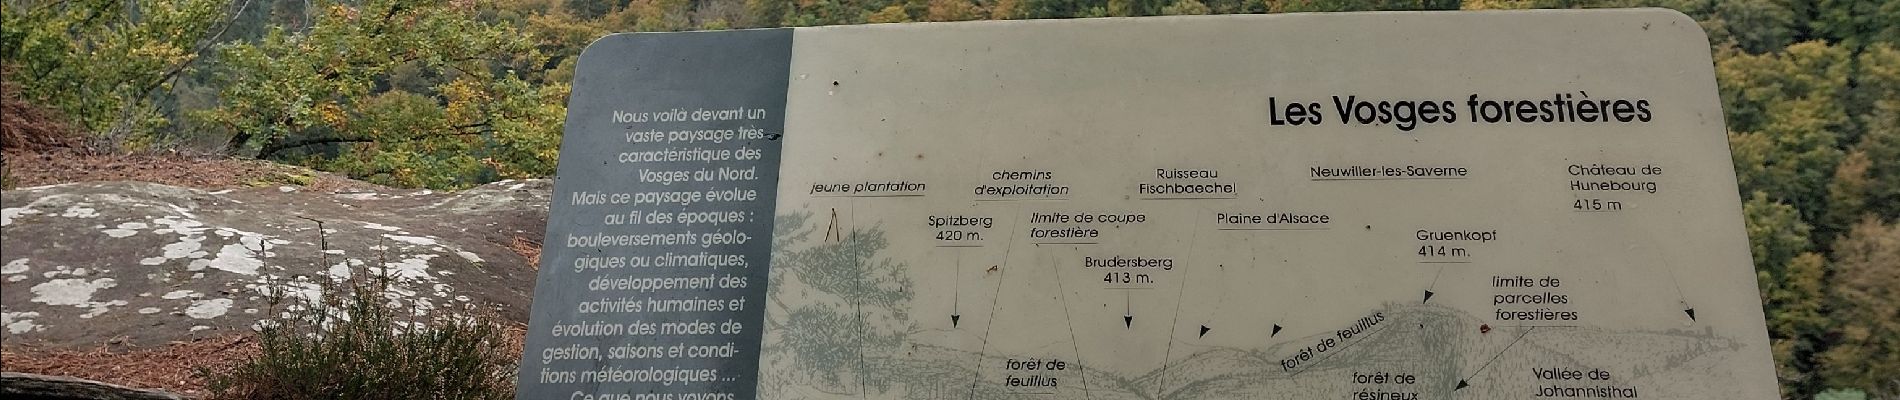 Nous voilà devant un
vaste paysage très
caractéristique des
Vosges du Nord.
Mais ce paysage évolue
au fil des époques :
bouleversements géolo-
giques ou climatiques,
développement des
activités humaines et
évolution des modes de
gestion, saisons et condi-
tions météorologiques ...
Ce que nous voyons
Les Vosges forestières
jeune plantation
chemins
d'exploitation
Ruisseau
Fischbaechel
Neuwiller-les-Saverne
Château de
Hunebourg
415 m
Spitzberg
420 m.
limite de coupe
forestière
Plaine d'Alsace
Brudersberg
413 m.
Gruenkopf
414 m.
limite de
parcelles
forestières
forêt de feuillus
forêt de
feuillus
forêt de
résineux
Vallée de
Johannisthal